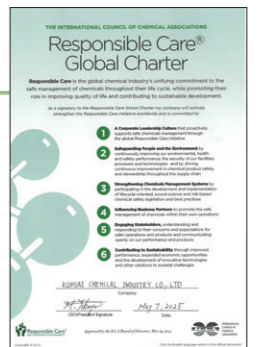 THE INTERNATIONAL COUNCIL OF CHEMICAL ASSOCIATIONS
Responsible Care®
Global Charter
Responsible Care is the global chemical industry's unifying commitment to the
safe management of chemicals throughout their life cycle, while promoting their
role in improving quality of life and contributing to sustainable development.
As a signatory to the Responsible Care Global Charter my company will actively
strengthen the Responsible Care initiative worldwide and is committed to:
1 A Corporate Leadership Culture that proactively
supports safe chemicals management through
the global Responsible Care initiative
2 Safeguarding People and the Environment by
continuously improving our environmental, health
and safety performance; the security of our facilities,
processes and technologies; and by driving
continuous improvement in chemical product safety
and stewardship throughout the supply chain
3 Strengthening Chemicals Management Systems by
participating in the development and implementation
of lifecycle-oriented, sound-science and risk-based
chemical safety legislation and best practices
4 Influencing Business Partners to promote the safe
management of chemicals within their own operations
5 Engaging Stakeholders, understanding and
responding to their concerns and expectations for
safer operations and products and communicating
openly on our performance and products
6 Contributing to Sustainability through improved
performance, expanded economic opportunities
and the development of innovative technologies
and other solutions to societal challenges
KUMIAI CHEMICAL INDUSTRY CO., LTD
Company
CEO/President Signature
May 7, 2025
Date
Responsible Care®